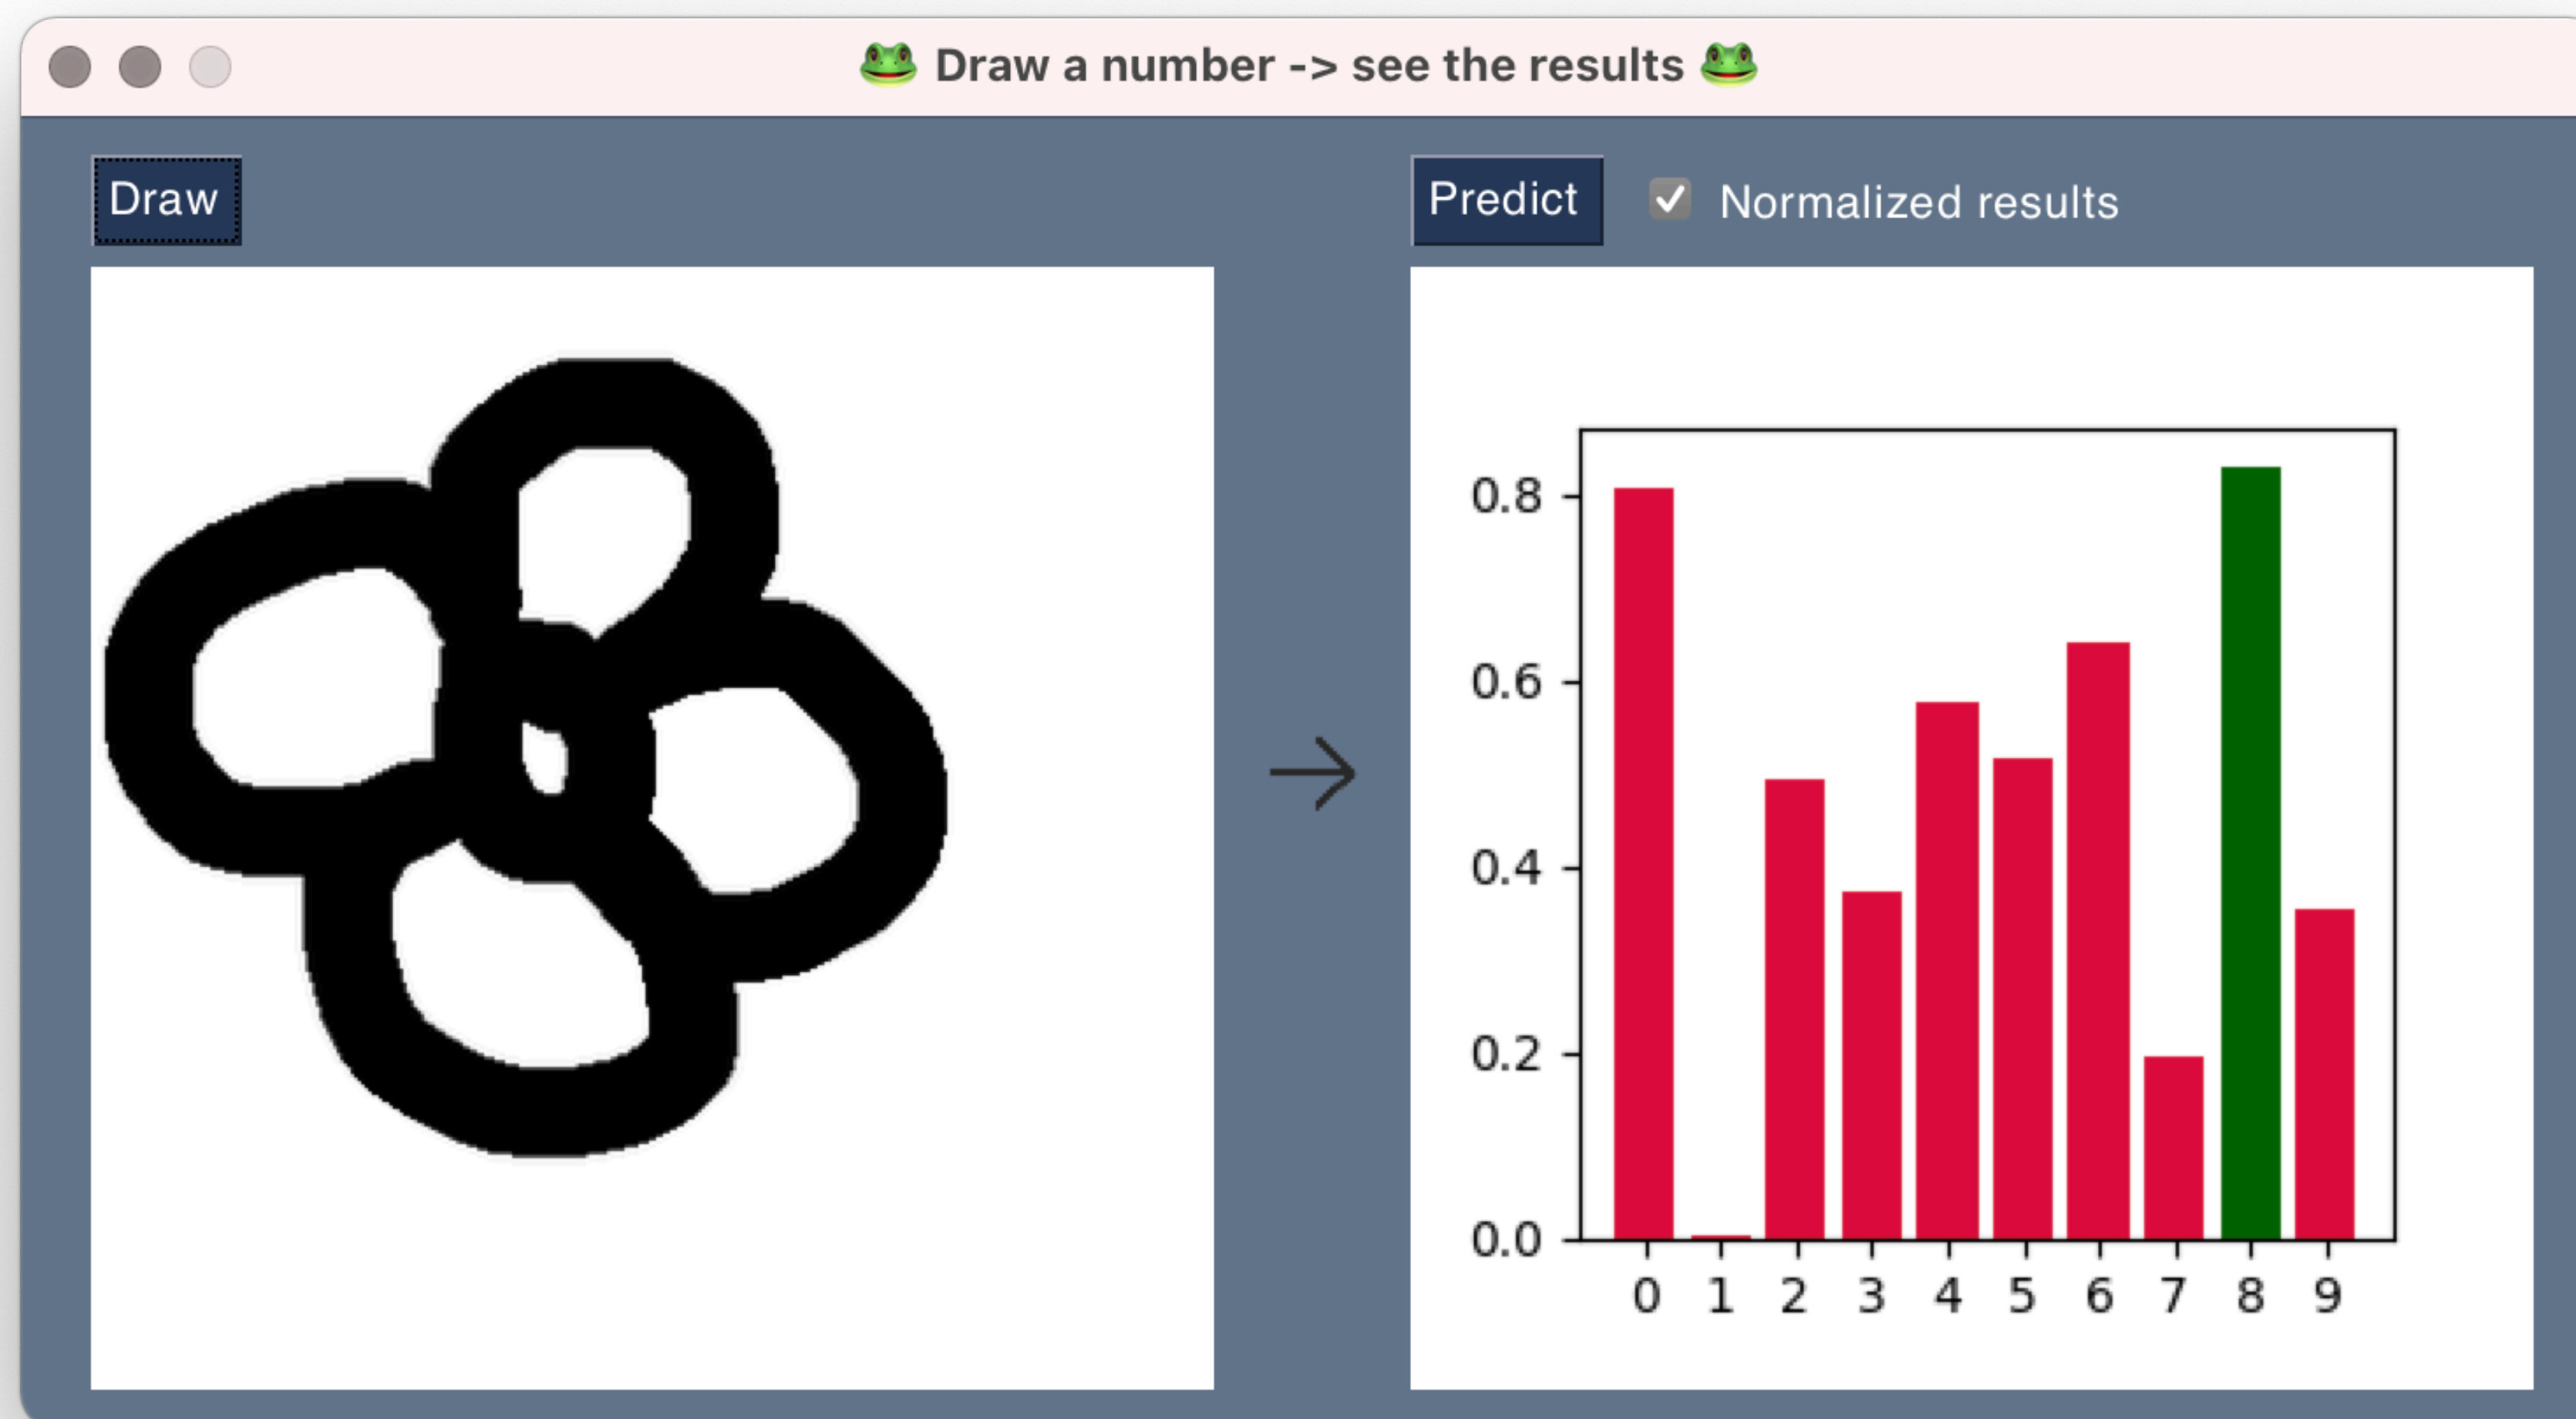 🐸 Draw a number -> see the results 🐸
Draw
Predict
Normalized results
0.8
0.6
0.4
0.2
0.0
0 1 2 3 4 5 6 7 8 9